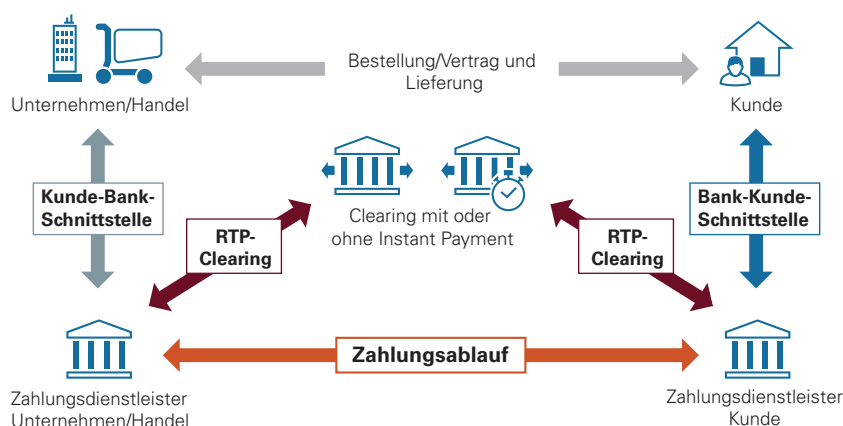 Bestellung/Vertrag und
Lieferung
Unternehmen/Handel
Kunde
Kunde-Bank-
Schnittstelle
Bank-Kunde-
Schnittstelle
Clearing mit oder
ohne Instant Payment
RTP-
Clearing
RTP-
Clearing
Zahlungsablauf
Zahlungsdienstleister
Unternehmen/Handel
Zahlungsdienstleister
Kunde